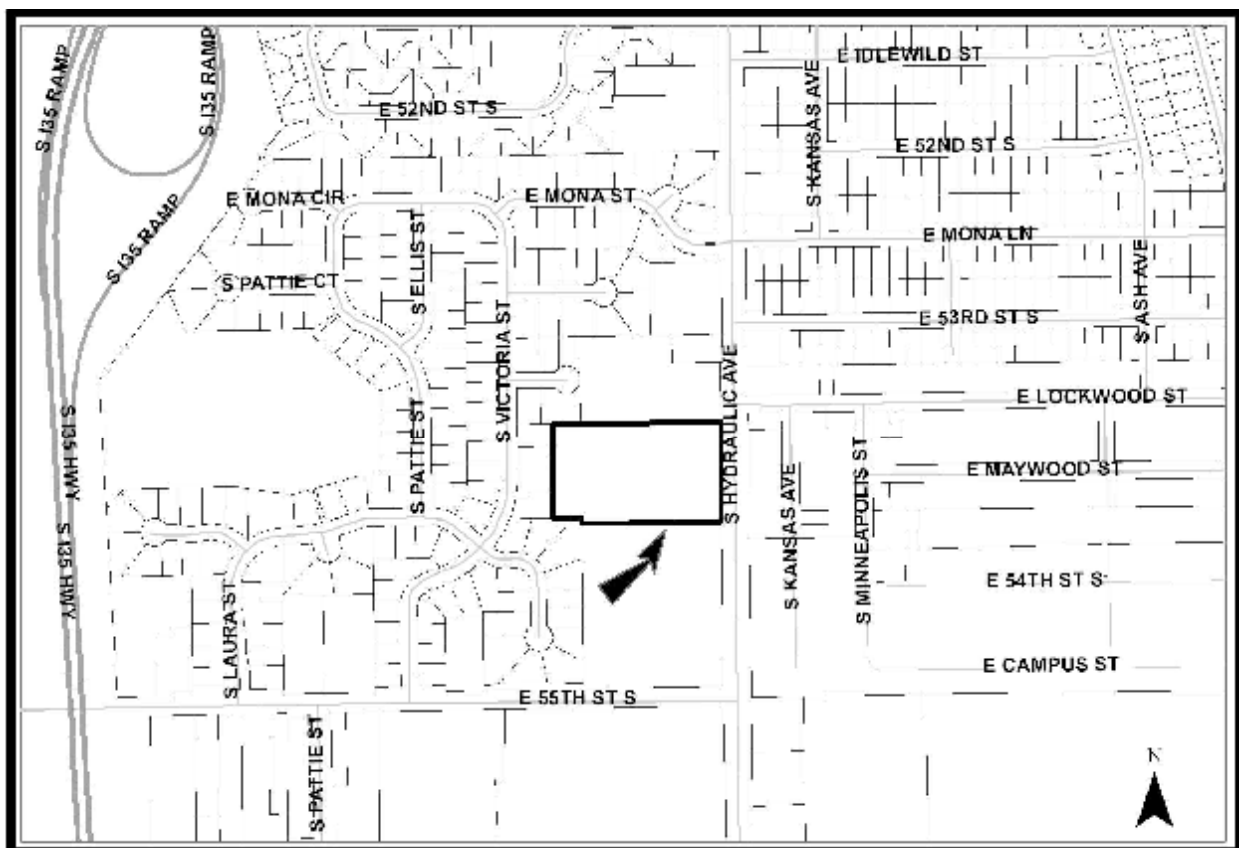 S I35 RAMP
S I35 RAMP
E IDLEWILD ST
S KANSAS AVE
E 52ND ST S
E 52ND ST S
E MONA CIR
E MONA ST
S I35 RAMP
S ELLIS ST
E MONA LN
S PATTIE CT
S VICTORIA ST
E 53RD ST S
S ASH AVE
S HYDRAULIC AVE
E LOCKWOOD ST
S I35 HWY
S PATTIE ST
E MAYWOOD ST
S KANSAS AVE
S MINNEAPOLIS ST
S I35 HWY
E 54TH ST S
S LAURA ST
E CAMPUS ST
E 55TH ST S
S PATTIE ST
N